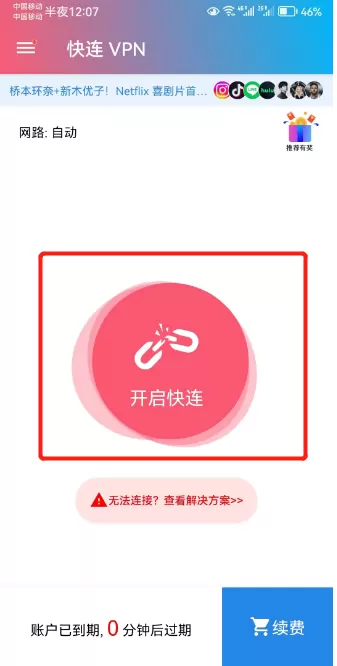 中国移动
中国移动
半夜12:07
46%
快连 VPN
桥本环奈+新木优子！Netflix 喜剧片首...
LINE
hulu
网路: 自动
推荐有奖
开启快连
无法连接？查看解决方案>>
账户已到期, 0 分钟后过期
续费